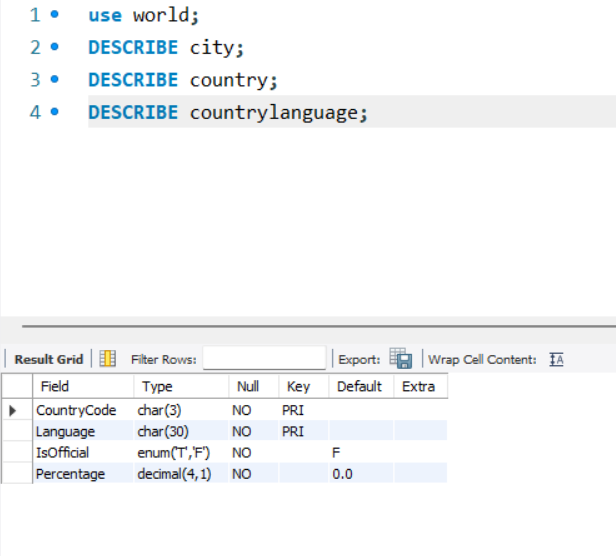 1 use world;
2 DESCRIBE city;
3 DESCRIBE country;
4 DESCRIBE countrylanguage;
Result Grid Filter Rows: Export: Wrap Cell Content: IA
Field Type Null Key Default Extra
CountryCode char(3) NO PRI
Language char(30) NO PRI
IsOfficial enum('T','F') NO F
Percentage decimal(4,1) NO 0.0